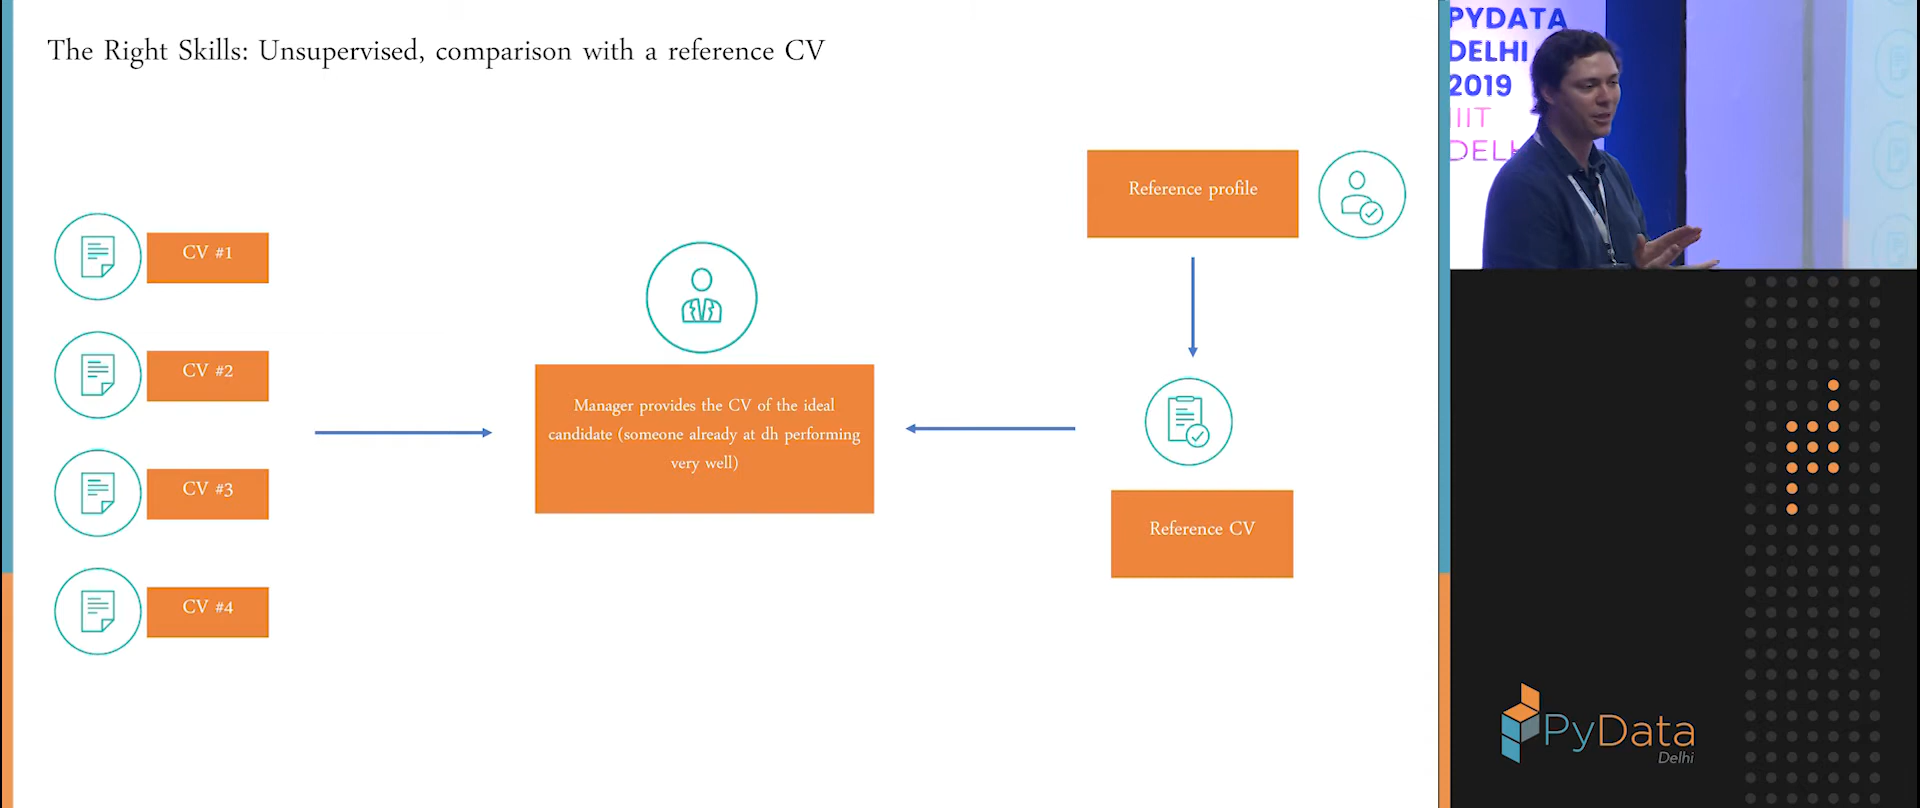 The Right Skills: Unsupervised, comparison with a reference CV
CV #1
CV #2
CV #3
CV #4
Manager provides the CV of the ideal
candidate (someone already at dh performing
very well)
Reference profile
Reference CV
PYDATA
DELHI
2019
IIIT
DELH
PyData
Delhi